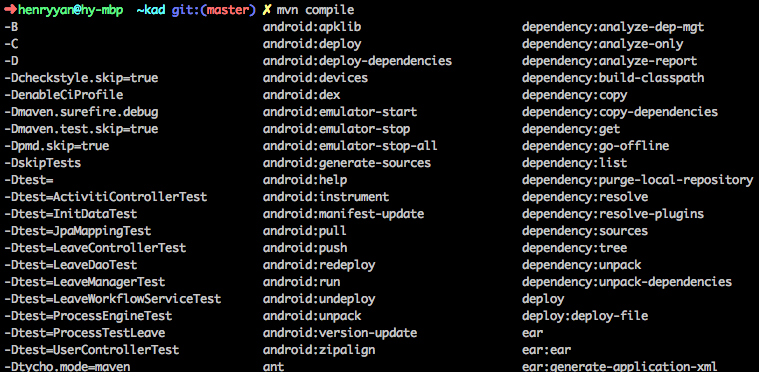 ➜henryyan@hy-mbp ~kad git:(master) ✗ mvn compile
-B android:apklib dependency:analyze-dep-mgt
-C android:deploy dependency:analyze-only
-D android:deploy-dependencies dependency:analyze-report
-Dcheckstyle.skip=true android:devices dependency:build-classpath
-DenableCiProfile android:dex dependency:copy
-Dmaven.surefire.debug android:emulator-start dependency:copy-dependencies
-Dmaven.test.skip=true android:emulator-stop dependency:get
-Dpmd.skip=true android:emulator-stop-all dependency:go-offline
-DskipTests android:generate-sources dependency:list
-Dtest= android:help dependency:purge-local-repository
-Dtest=ActivitiControllerTest android:instrument dependency:resolve
-Dtest=InitDataTest android:manifest-update dependency:resolve-plugins
-Dtest=JpaMappingTest android:pull dependency:sources
-Dtest=LeaveControllerTest android:push dependency:tree
-Dtest=LeaveDaoTest android:redeploy dependency:unpack
-Dtest=LeaveManagerTest android:run dependency:unpack-dependencies
-Dtest=LeaveWorkflowServiceTest android:undeploy deploy
-Dtest=ProcessEngineTest android:unpack deploy:deploy-file
-Dtest=ProcessTestLeave android:version-update ear
-Dtest=UserControllerTest android:zipalign ear:ear
-Dtycho.mode=maven ant ear:generate-application-xml